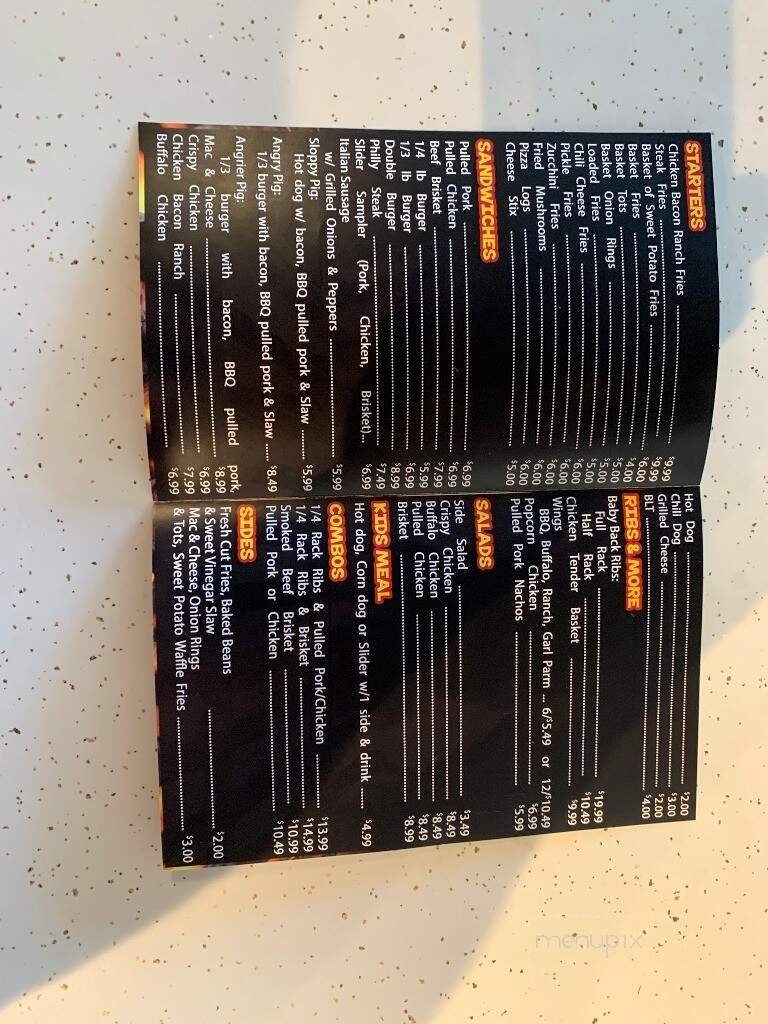 STARTERS
Chicken Bacon Ranch Fries ........ $9.99
Steak Fries ........ $9.99
Basket of Sweet Potato Fries ........ $6.00
Basket Fries ........ $4.00
Basket Tots ........ $5.00
Basket Onion Rings ........ $5.00
Loaded Fries ........ $5.00
Chili Cheese Fries ........ $6.00
Pickle Fries ........ $6.00
Zucchini Fries ........ $6.00
Fried Mushrooms ........ $6.00
Pizza Logs ........ $6.00
Cheese Stix ........ $5.00
SANDWICHES
Pulled Pork ........ $6.99
Pulled Chicken ........ $6.99
Beef Brisket ........ $7.99
1/4 lb Burger ........ $5.99
1/3 lb Burger ........ $6.99
Double Burger ........ $8.99
Philly Steak ........ $7.49
Slider Sampler (Pork, Chicken, Brisket)... $6.99
Italian Sausage
w/ Grilled Onions & Peppers ........ $5.99
Sloppy Pig:
Hot dog w/ bacon, BBQ pulled pork & Slaw ........ $5.99
Angry Pig:
1/3 burger with bacon, BBQ pulled pork & Slaw ...... $8.49
Angrier Pig:
1/3 burger with bacon, BBQ pulled pork,
Mac & Cheese ........ $8.99
Crispy Chicken ........ $6.99
Chicken Bacon Ranch ........ $7.99
Buffalo Chicken ........ $6.99
Hot Dog ........ $2.00
Chili Dog ........ $3.00
Grilled Cheese ........ $2.00
BLT ........ $4.00
RIBS & MORE
Baby Back Ribs:
Full Rack ........ $19.99
Half Rack ........ $10.49
Chicken Tender Basket ........ $9.99
Wings
BBQ, Buffalo, Ranch, Garl Parm ... 6/$5.49 or 12/$10.49
Popcorn Chicken ........ $6.99
Pulled Pork Nachos ........ $5.99
SALADS
Side Salad ........ $3.49
Crispy Chicken ........ $8.49
Buffalo Chicken ........ $8.49
Pulled Chicken ........ $8.49
Brisket ........ $8.99
KIDS MEAL
Hot dog, Corn dog or Slider w/1 side & drink ...... $4.99
COMBOS
1/4 Rack Ribs & Pulled Pork/Chicken ........ $13.99
1/4 Rack Ribs & Brisket ........ $14.99
Smoked Beef Brisket ........ $10.99
Pulled Pork or Chicken ........ $10.49
SIDES
Fresh Cut Fries, Baked Beans
& Sweet Vinegar Slaw ........ $2.00
Mac & Cheese, Onion Rings
& Tots, Sweet Potato Waffle Fries ........ $3.00
menupix